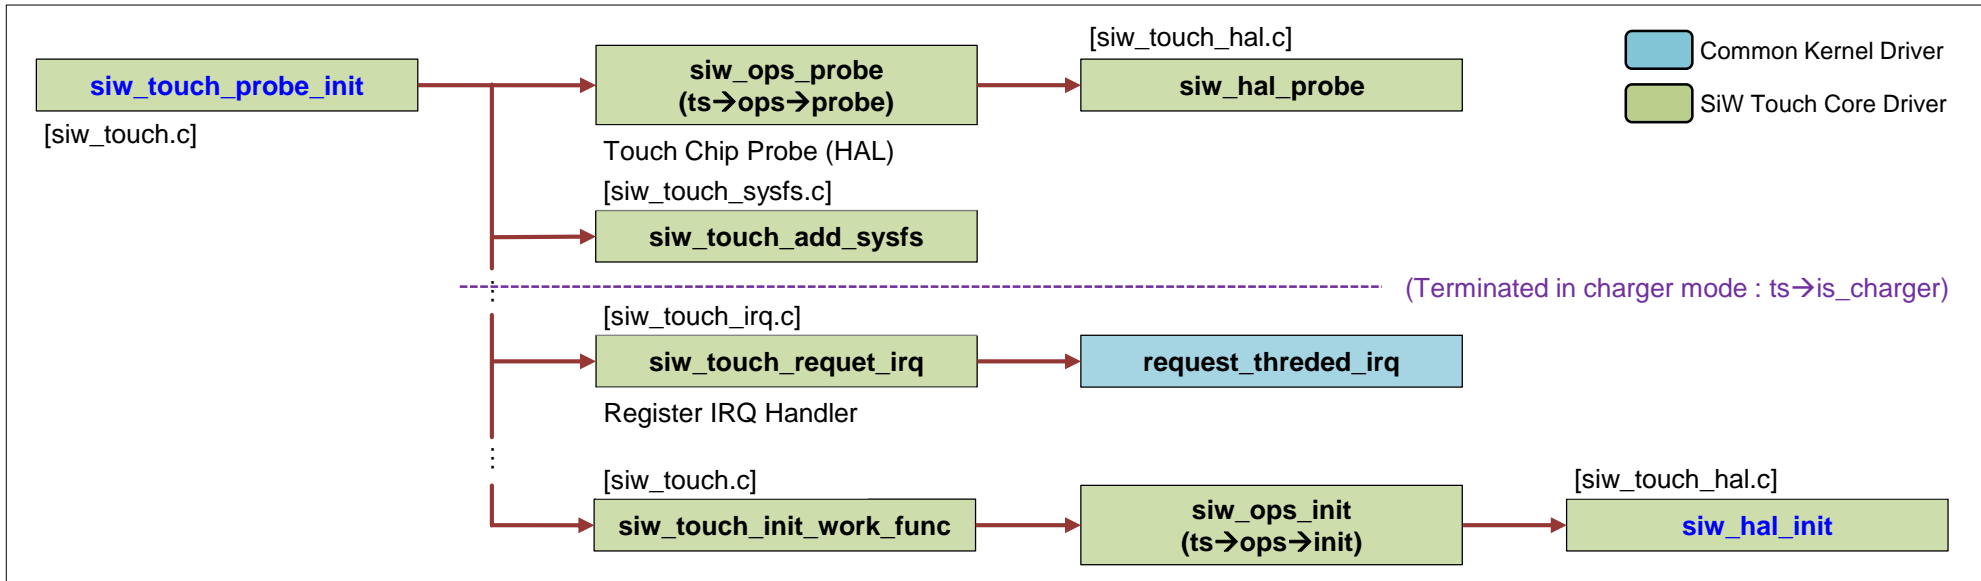 [siw_touch_hal.c]
Common Kernel Driver
siw_touch_probe_init
siw_ops_probe
(ts→ops→probe)
siw_hal_probe
SiW Touch Core Driver
[siw_touch.c]
Touch Chip Probe (HAL)
[siw_touch_sysfs.c]
siw_touch_add_sysfs
(Terminated in charger mode : ts→is_charger)
[siw_touch_irq.c]
siw_touch_requet_irq
request_threded_irq
Register IRQ Handler
[siw_touch.c]
[siw_touch_hal.c]
siw_touch_init_work_func
siw_ops_init
(ts→ops→init)
siw_hal_init